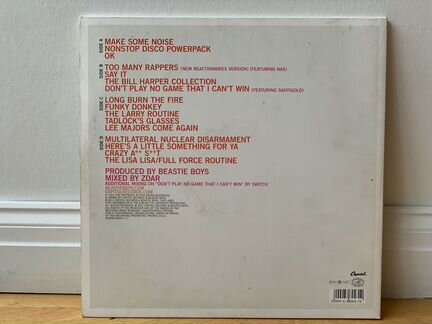 SIDE A
MAKE SOME NOISE
NONSTOP DISCO POWERPACK
OK
SIDE B
TOO MANY RAPPERS (NEW REACTIONARIES VERSION) (FEATURING NAS)
SAY IT
THE BILL HARPER COLLECTION
DON'T PLAY NO GAME THAT I CAN'T WIN (FEATURING SANTIGOLD)
SIDE C
LONG BURN THE FIRE
FUNKY DONKEY
THE LARRY ROUTINE
TADLOCK'S GLASSES
LEE MAJORS COME AGAIN
SIDE D
MULTILATERAL NUCLEAR DISARMAMENT
HERE'S A LITTLE SOMETHING FOR YA
CRAZY A** S**T
THE LISA LISA/FULL FORCE ROUTINE
PRODUCED BY BEASTIE BOYS
MIXED BY ZDAR
ADDITIONAL MIXING ON "DON'T PLAY NO GAME THAT I CAN'T WIN" BY SWITCH
BEASTIEBOYS.COM
Capitol